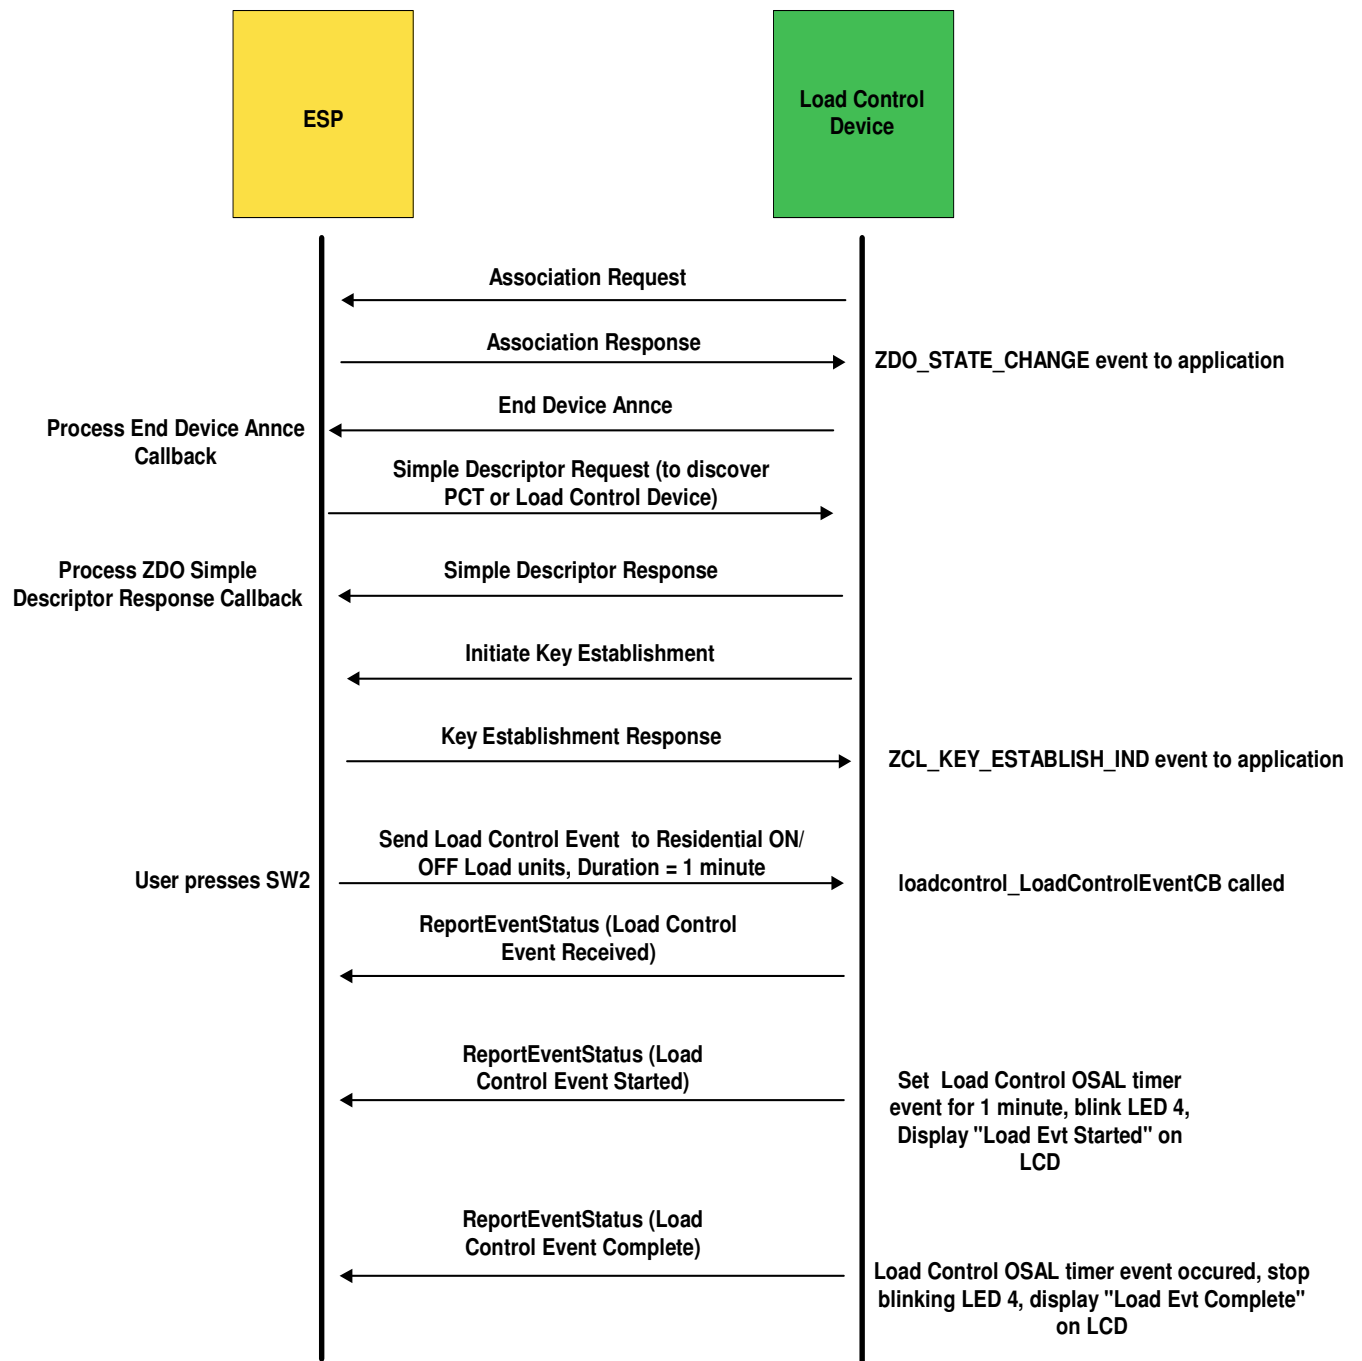 ESP
Load Control
Device
Association Request
Association Response
ZDO_STATE_CHANGE event to application
End Device Annce
Process End Device Annce
Callback
Simple Descriptor Request (to discover
PCT or Load Control Device)
Process ZDO Simple
Descriptor Response Callback
Simple Descriptor Response
Initiate Key Establishment
Key Establishment Response
ZCL_KEY_ESTABLISH_IND event to application
Send Load Control Event to Residential ON/
OFF Load units, Duration = 1 minute
User presses SW2
loadcontrol_LoadControlEventCB called
ReportEventStatus (Load Control
Event Received)
ReportEventStatus (Load
Control Event Started)
Set Load Control OSAL timer
event for 1 minute, blink LED 4,
Display "Load Evt Started" on
LCD
ReportEventStatus (Load
Control Event Complete)
Load Control OSAL timer event occured, stop
blinking LED 4, display "Load Evt Complete"
on LCD